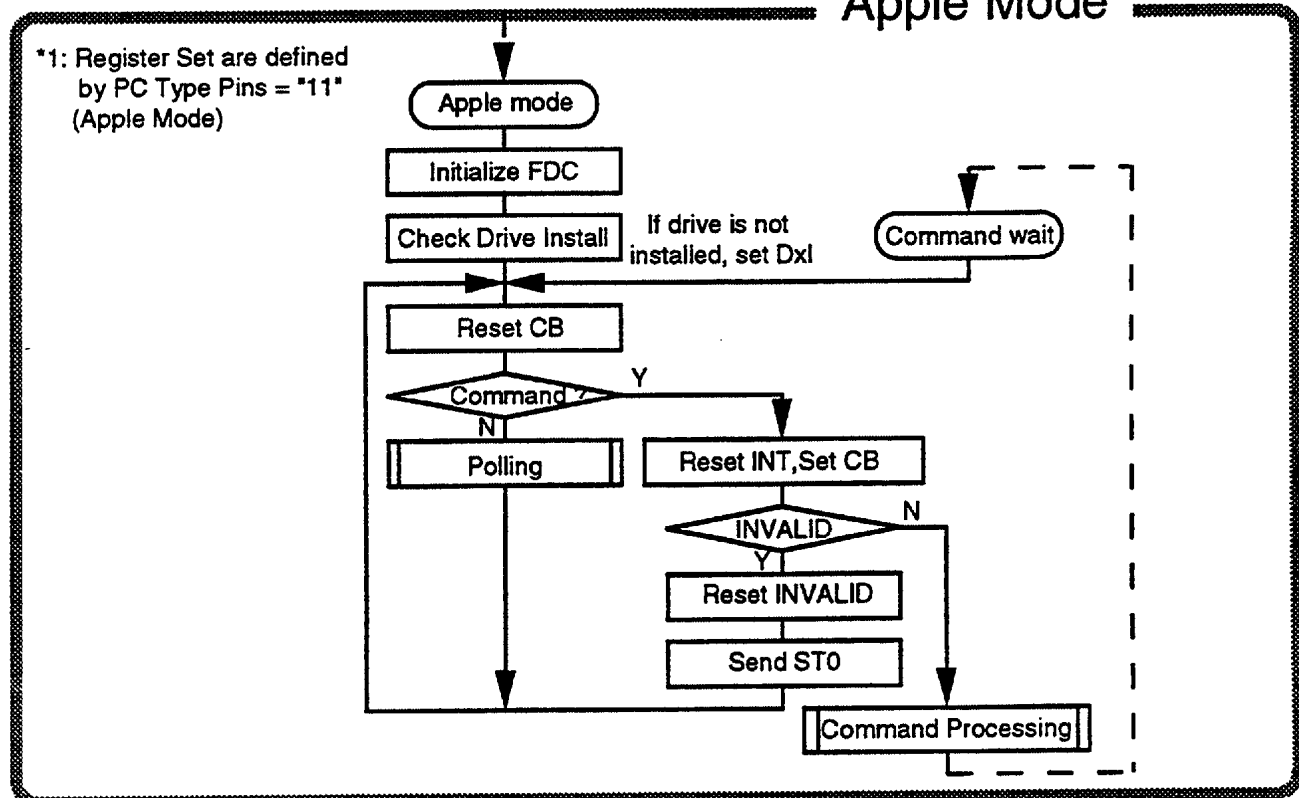 Apple Mode
*1: Register Set are defined
by PC Type Pins = "11"
(Apple Mode)
Apple mode
Initialize FDC
Check Drive Install
If drive is not
installed, set DxI
Command wait
Reset CB
Command ?
Y
N
Polling
Reset INT,Set CB
INVALID
N
Y
Reset INVALID
Send ST0
Command Processing